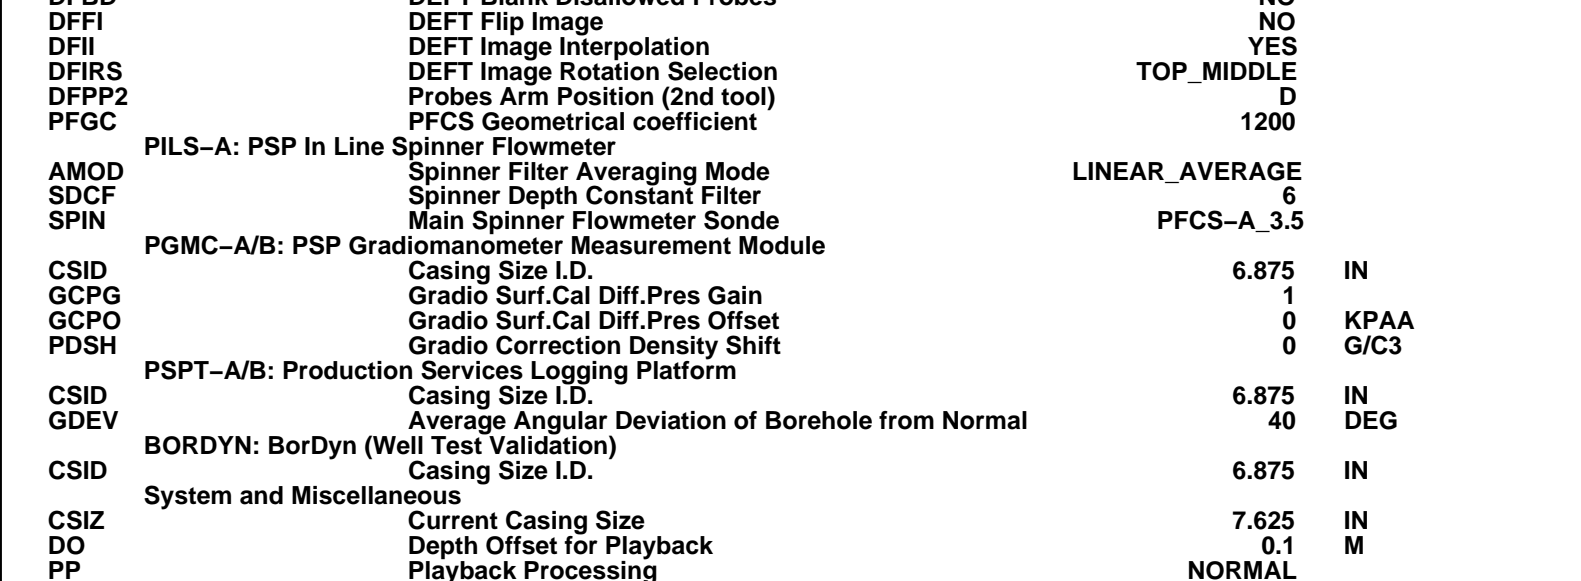 DFBD DEFT Blank Disallowed Probes NO
DFFI DEFT Flip Image NO
DFII DEFT Image Interpolation YES
DFIRS DEFT Image Rotation Selection TOP_MIDDLE
DFPP2 Probes Arm Position (2nd tool) D
PFGC PFCS Geometrical coefficient 1200
PILS−A: PSP In Line Spinner Flowmeter
AMOD Spinner Filter Averaging Mode LINEAR_AVERAGE
SDCF Spinner Depth Constant Filter 6
SPIN Main Spinner Flowmeter Sonde PFCS−A_3.5
PGMC−A/B: PSP Gradiomanometer Measurement Module
CSID Casing Size I.D. 6.875 IN
GCPG Gradio Surf.Cal Diff.Pres Gain 1
GCPO Gradio Surf.Cal Diff.Pres Offset 0 KPAA
PDSH Gradio Correction Density Shift 0 G/C3
PSPT−A/B: Production Services Logging Platform
CSID Casing Size I.D. 6.875 IN
GDEV Average Angular Deviation of Borehole from Normal 40 DEG
BORDYN: BorDyn (Well Test Validation)
CSID Casing Size I.D. 6.875 IN
System and Miscellaneous
CSIZ Current Casing Size 7.625 IN
DO Depth Offset for Playback 0.1 M
PP Playback Processing NORMAL